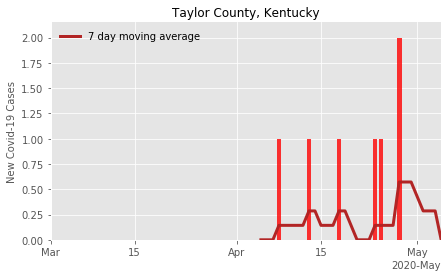 Taylor County, Kentucky
7 day moving average
New Covid-19 Cases
2.00
1.75
1.50
1.25
1.00
0.75
0.50
0.25
0.00
Mar
15
Apr
15
May
2020-May